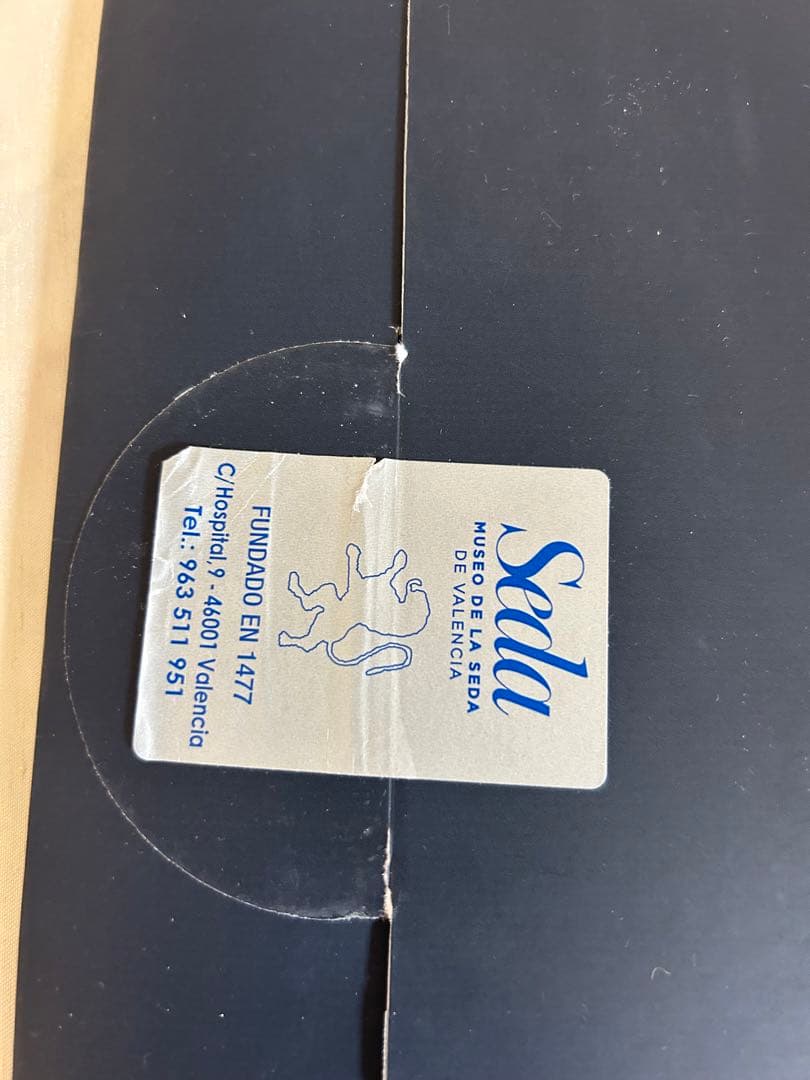 Seda
MUSEO DE LA SEDA
DE VALENCIA
FUNDADO EN 1477
C/Hospital, 9 - 46001 Valencia
Tel.: 963 511 951